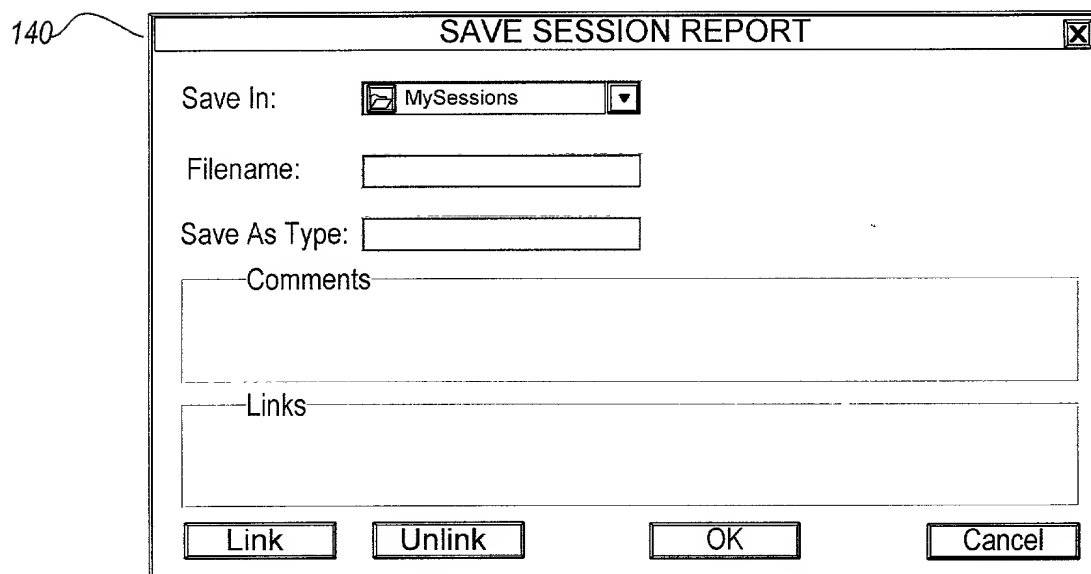 140
SAVE SESSION REPORT X
Save In: MySessions
Filename:
Save As Type:
Comments
Links
Link Unlink OK Cancel